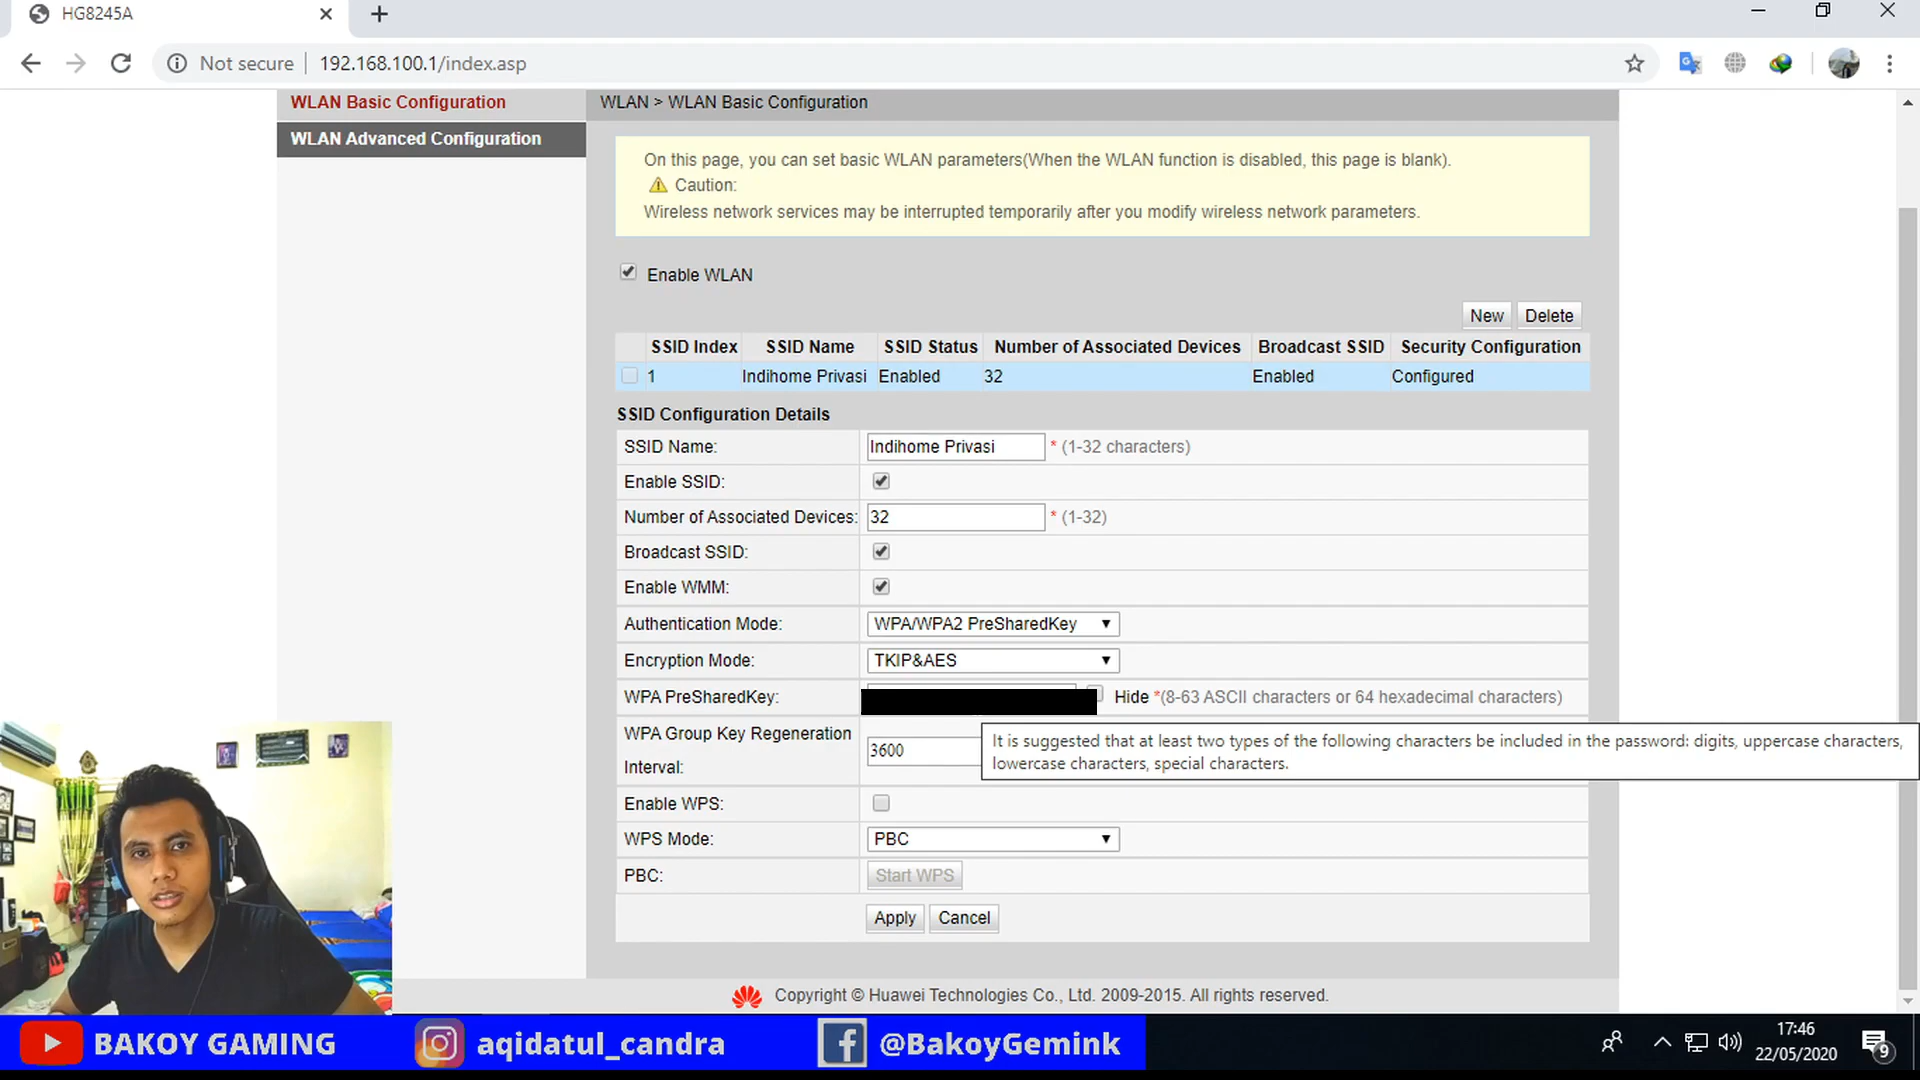 HG8245A
Not secure
192.168.100.1/index.asp
WLAN Basic Configuration
WLAN > WLAN Basic Configuration
WLAN Advanced Configuration
On this page, you can set basic WLAN parameters(When the WLAN function is disabled, this page is blank).
Caution:
Wireless network services may be interrupted temporarily after you modify wireless network parameters.
Enable WLAN
New Delete
SSID Index SSID Name SSID Status Number of Associated Devices Broadcast SSID Security Configuration
1 Indihome Privasi Enabled 32 Enabled Configured
SSID Configuration Details
SSID Name: Indihome Privasi * (1-32 characters)
Enable SSID:
Number of Associated Devices: 32 * (1-32)
Broadcast SSID:
Enable WMM:
Authentication Mode: WPA/WPA2 PreSharedKey
Encryption Mode: TKIP&AES
WPA PreSharedKey: Hide *(8-63 ASCII characters or 64 hexadecimal characters)
WPA Group Key Regeneration
Interval:
3600
It is suggested that at least two types of the following characters be included in the password: digits, uppercase characters,
lowercase characters, special characters.
Enable WPS:
WPS Mode: PBC
PBC: Start WPS
Apply Cancel
Copyright © Huawei Technologies Co., Ltd. 2009-2015. All rights reserved.
BAKOY GAMING
aqidatul_candra
@BakoyGemink
17:46
22/05/2020
9